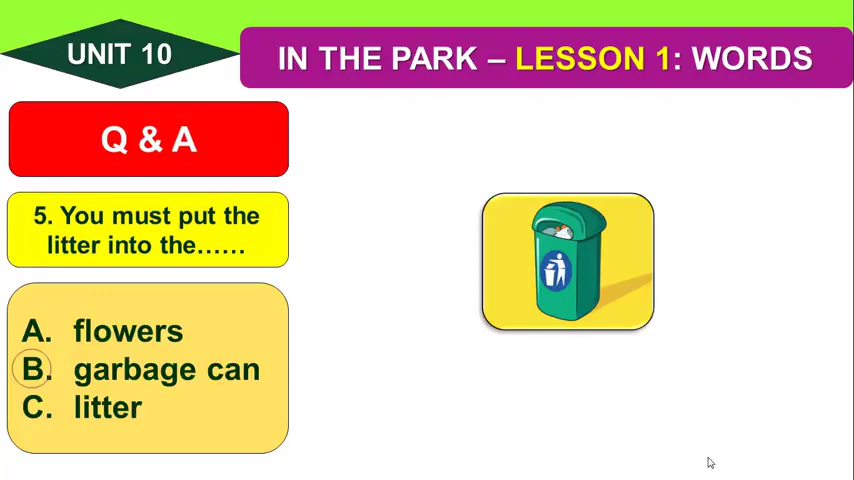 UNIT 10
IN THE PARK – LESSON 1: WORDS
Q & A
5. You must put the
litter into the……
A. flowers
B. garbage can
C. litter